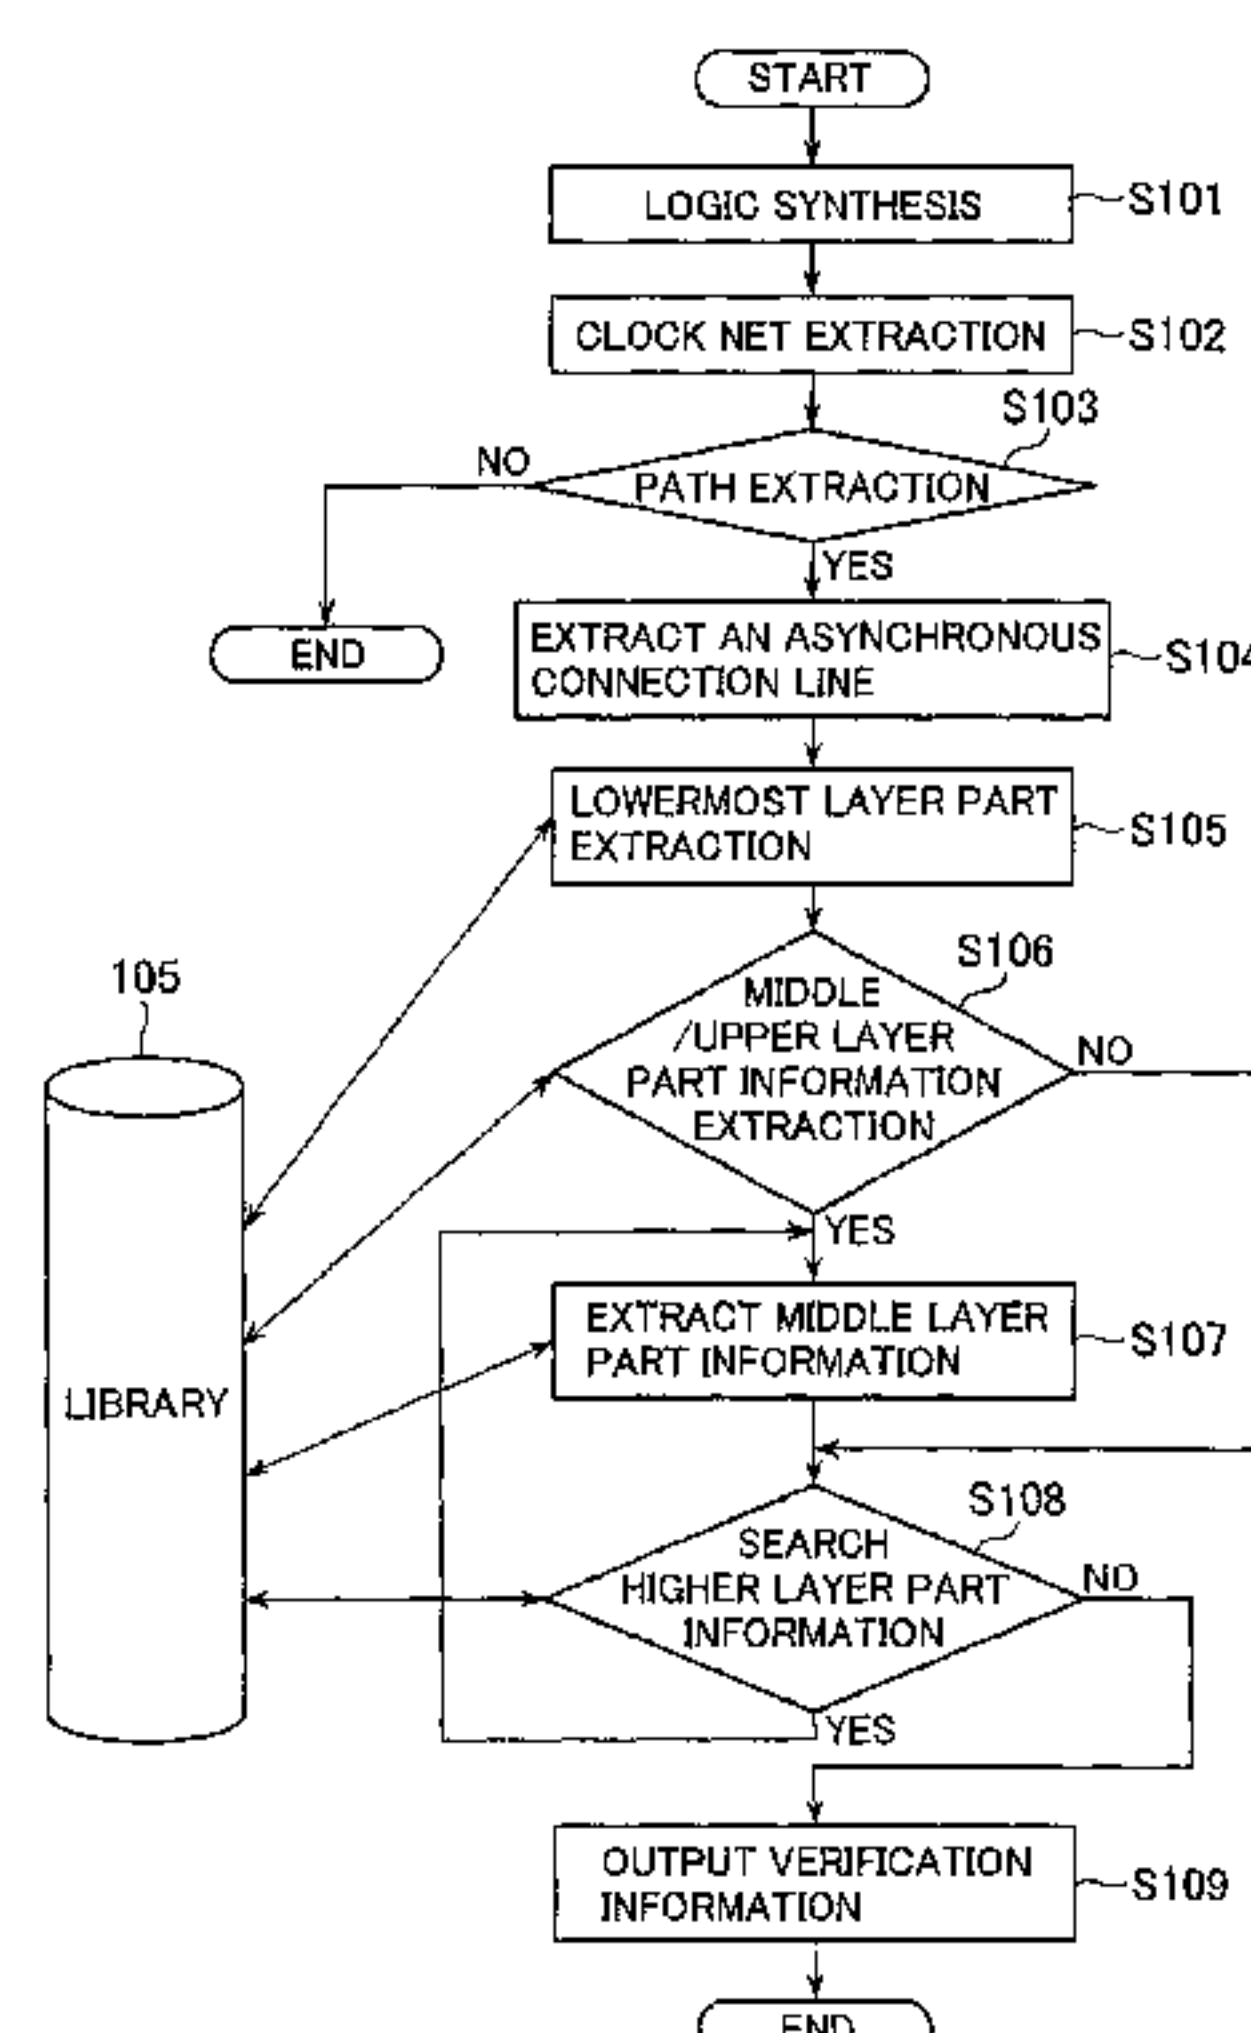 START
LOGIC SYNTHESIS
S101
CLOCK NET EXTRACTION
S102
S103
NO
PATH EXTRACTION
YES
END
EXTRACT AN ASYNCHRONOUS
CONNECTION LINE
S104
LOWERMOST LAYER PART
EXTRACTION
S105
105
S106
MIDDLE
/UPPER LAYER
PART INFORMATION
EXTRACTION
NO
YES
EXTRACT MIDDLE LAYER
PART INFORMATION
S107
LIBRARY
S108
SEARCH
HIGHER LAYER PART
INFORMATION
NO
YES
OUTPUT VERIFICATION
INFORMATION
S109
END